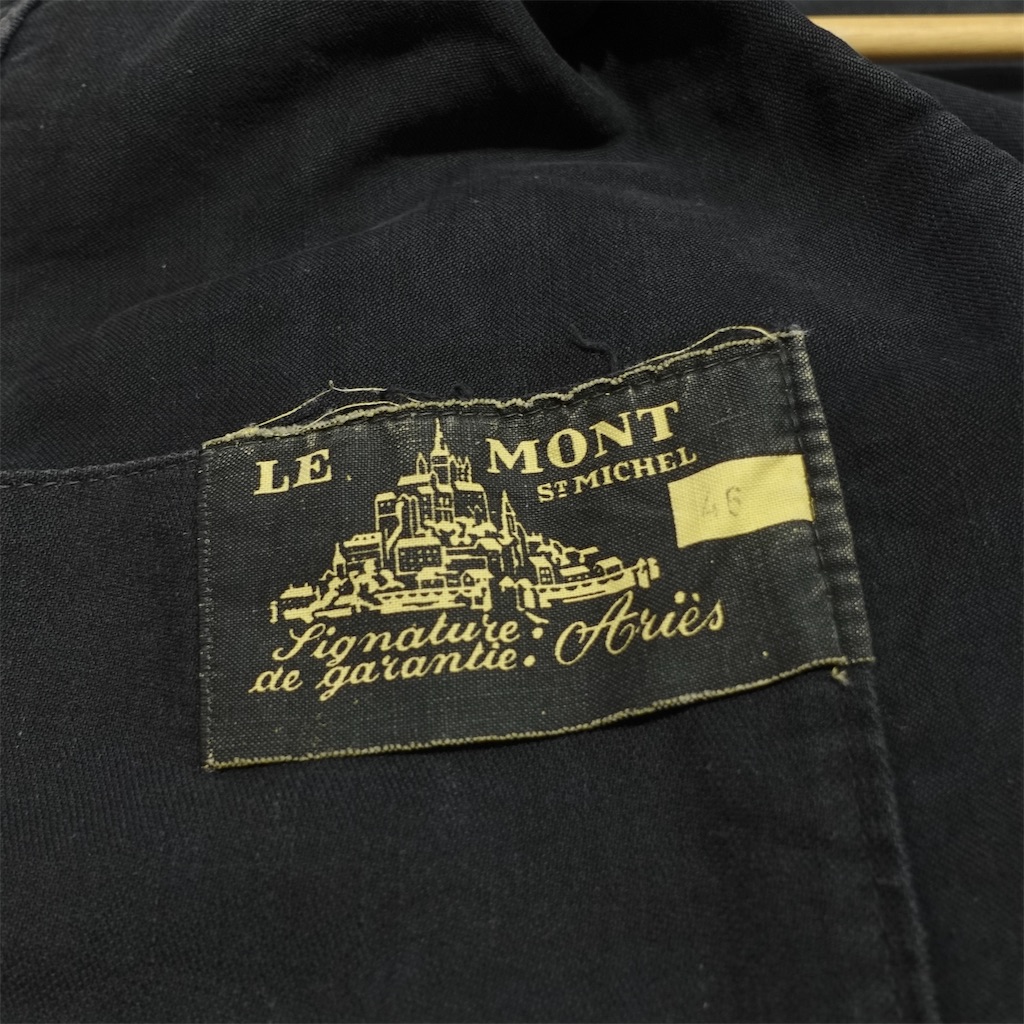 LE MONT
ST MICHEL
46
Signature:
de garantie. Ariès